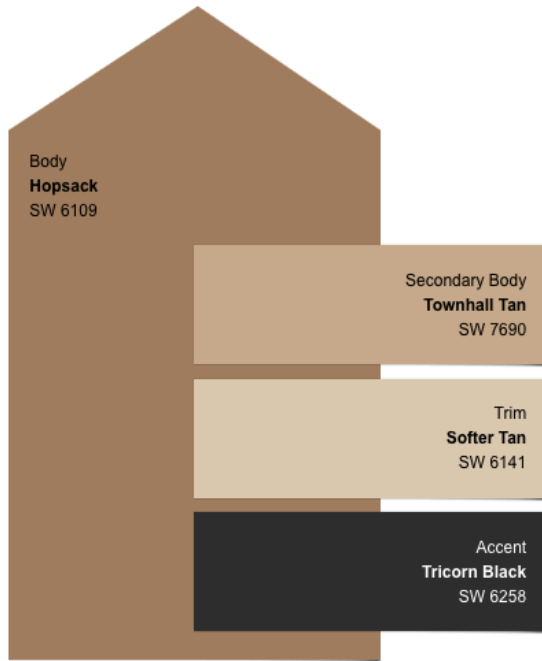 Body
Hopsack
SW 6109
Secondary Body
Townhall Tan
SW 7690
Trim
Softer Tan
SW 6141
Accent
Tricorn Black
SW 6258